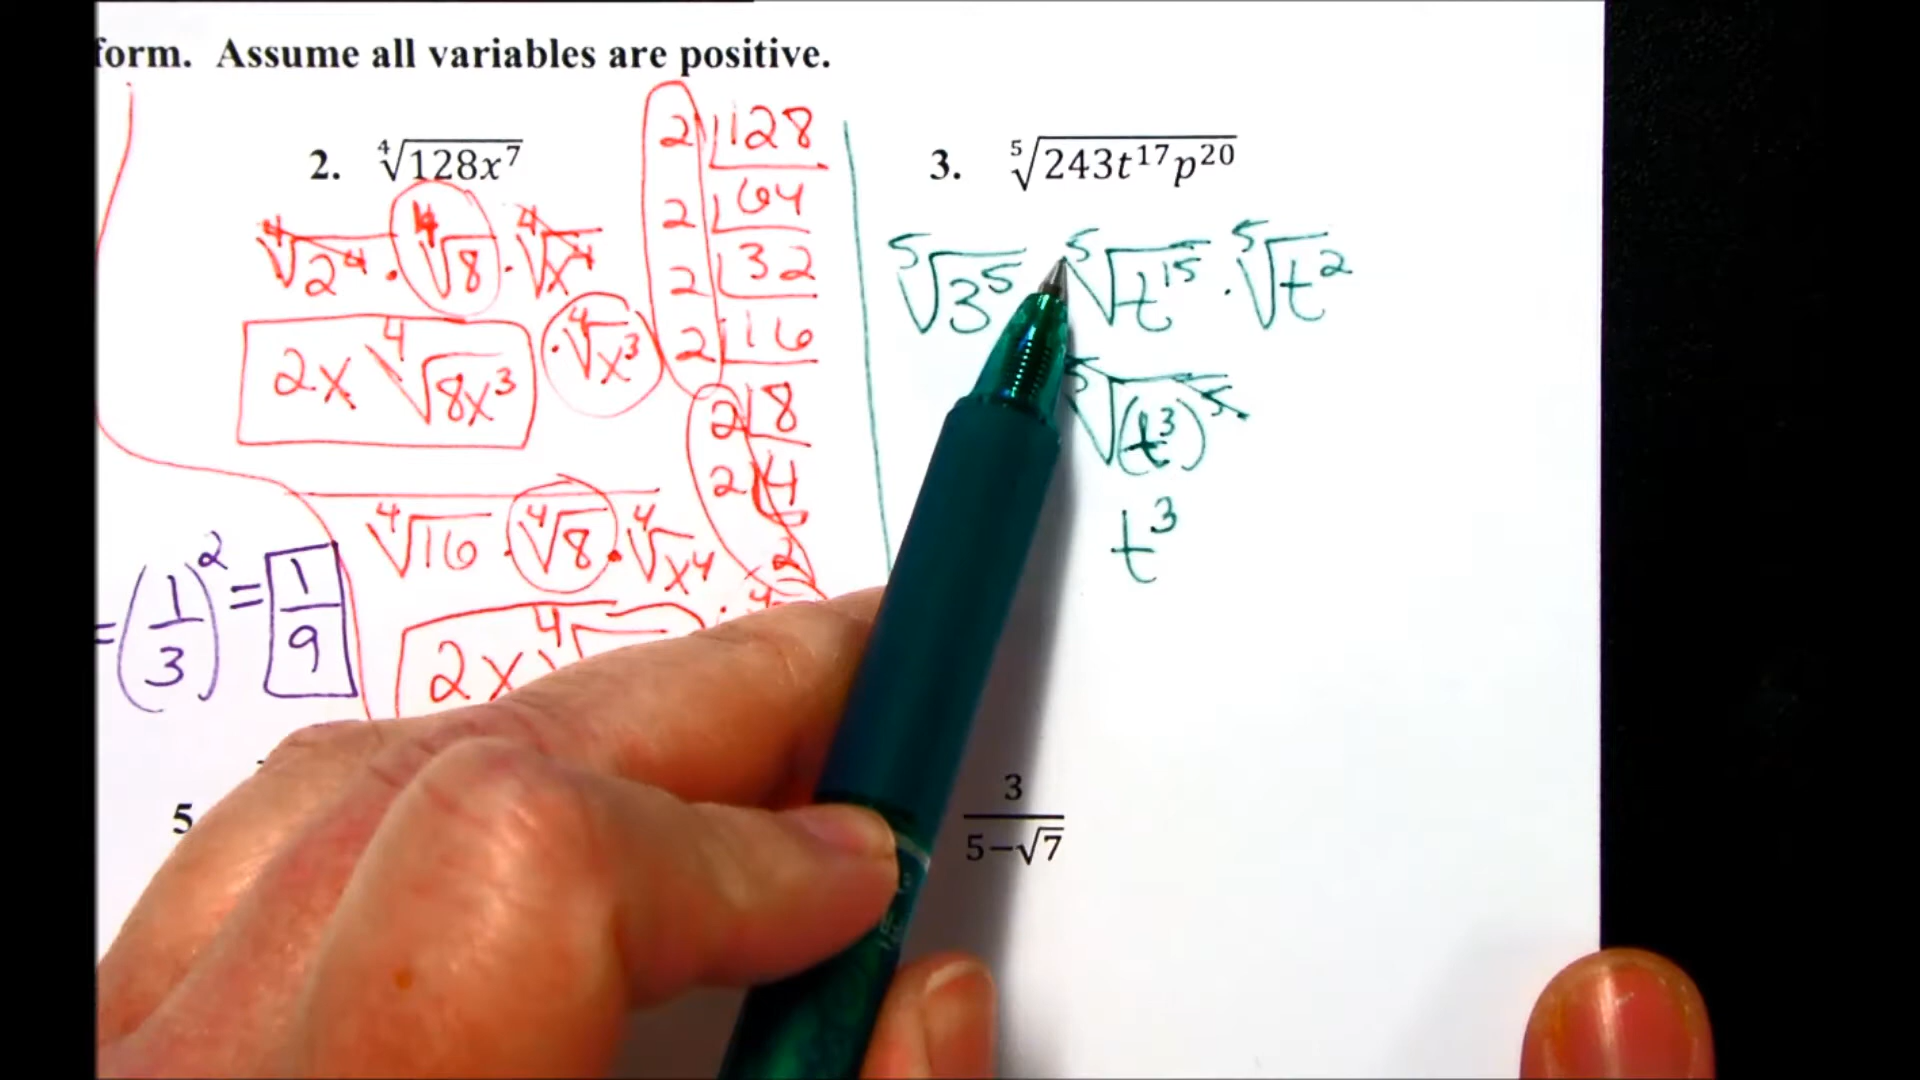 form. Assume all variables are positive.
2. ⁴√128x⁷
⁴√2⁴ · ⁴√8 · ⁴√x⁴
· ⁴√x³
2x ⁴√8x³
2 | 128
2 | 64
2 | 32
2 | 16
2 | 8
2 | 4
2
⁴√16 · ⁴√8 · ⁴√x⁴
2x ⁴√
= (1/3)² = 1/9
3. ⁵√243t¹⁷p²⁰
⁵√3⁵ ⁵√t¹⁵ · ⁵√t²
⁵√(t³)⁵
t³
5
3/(5−√7)